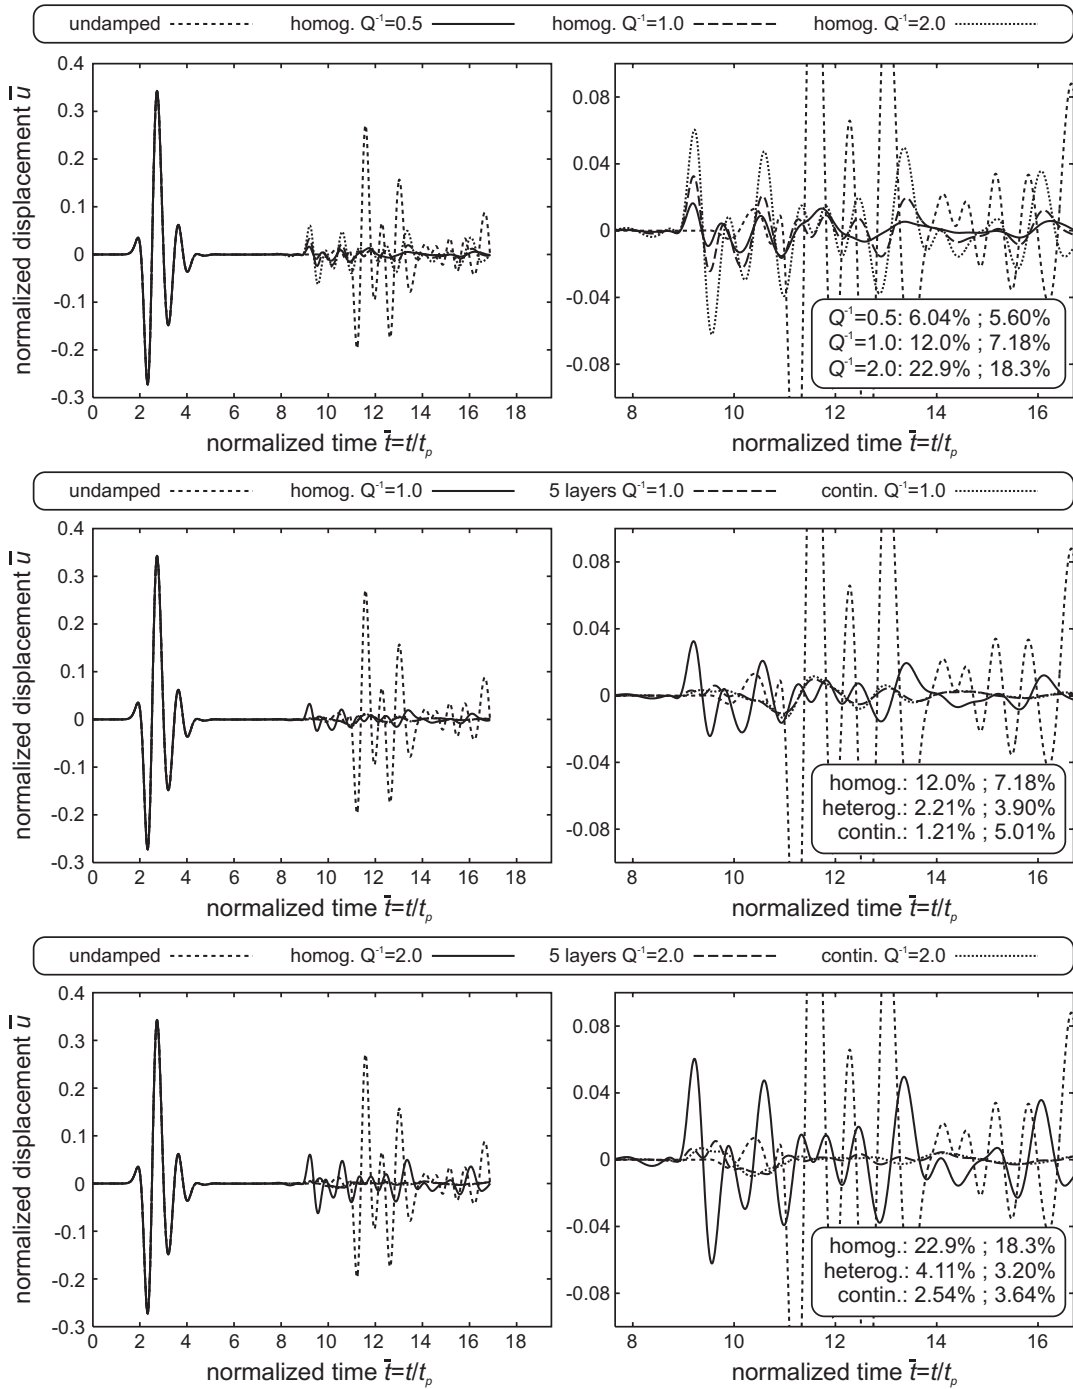 undamped homog. Q⁻¹=0.5 homog. Q⁻¹=1.0 homog. Q⁻¹=2.0
normalized displacement u̅
0.4
0.3
0.2
0.1
0
-0.1
-0.2
-0.3
0 2 4 6 8 10 12 14 16 18
normalized time t̅=t/tₚ
0.08
0.04
0
-0.04
-0.08
Q⁻¹=0.5: 6.04% ; 5.60%
Q⁻¹=1.0: 12.0% ; 7.18%
Q⁻¹=2.0: 22.9% ; 18.3%
8 10 12 14 16
normalized time t̅=t/tₚ
undamped homog. Q⁻¹=1.0 5 layers Q⁻¹=1.0 contin. Q⁻¹=1.0
normalized displacement u̅
0.4
0.3
0.2
0.1
0
-0.1
-0.2
-0.3
0 2 4 6 8 10 12 14 16 18
normalized time t̅=t/tₚ
0.08
0.04
0
-0.04
-0.08
homog.: 12.0% ; 7.18%
heterog.: 2.21% ; 3.90%
contin.: 1.21% ; 5.01%
8 10 12 14 16
normalized time t̅=t/tₚ
undamped homog. Q⁻¹=2.0 5 layers Q⁻¹=2.0 contin. Q⁻¹=2.0
normalized displacement u̅
0.4
0.3
0.2
0.1
0
-0.1
-0.2
-0.3
0 2 4 6 8 10 12 14 16 18
normalized time t̅=t/tₚ
0.08
0.04
0
-0.04
-0.08
homog.: 22.9% ; 18.3%
heterog.: 4.11% ; 3.20%
contin.: 2.54% ; 3.64%
8 10 12 14 16
normalized time t̅=t/tₚ